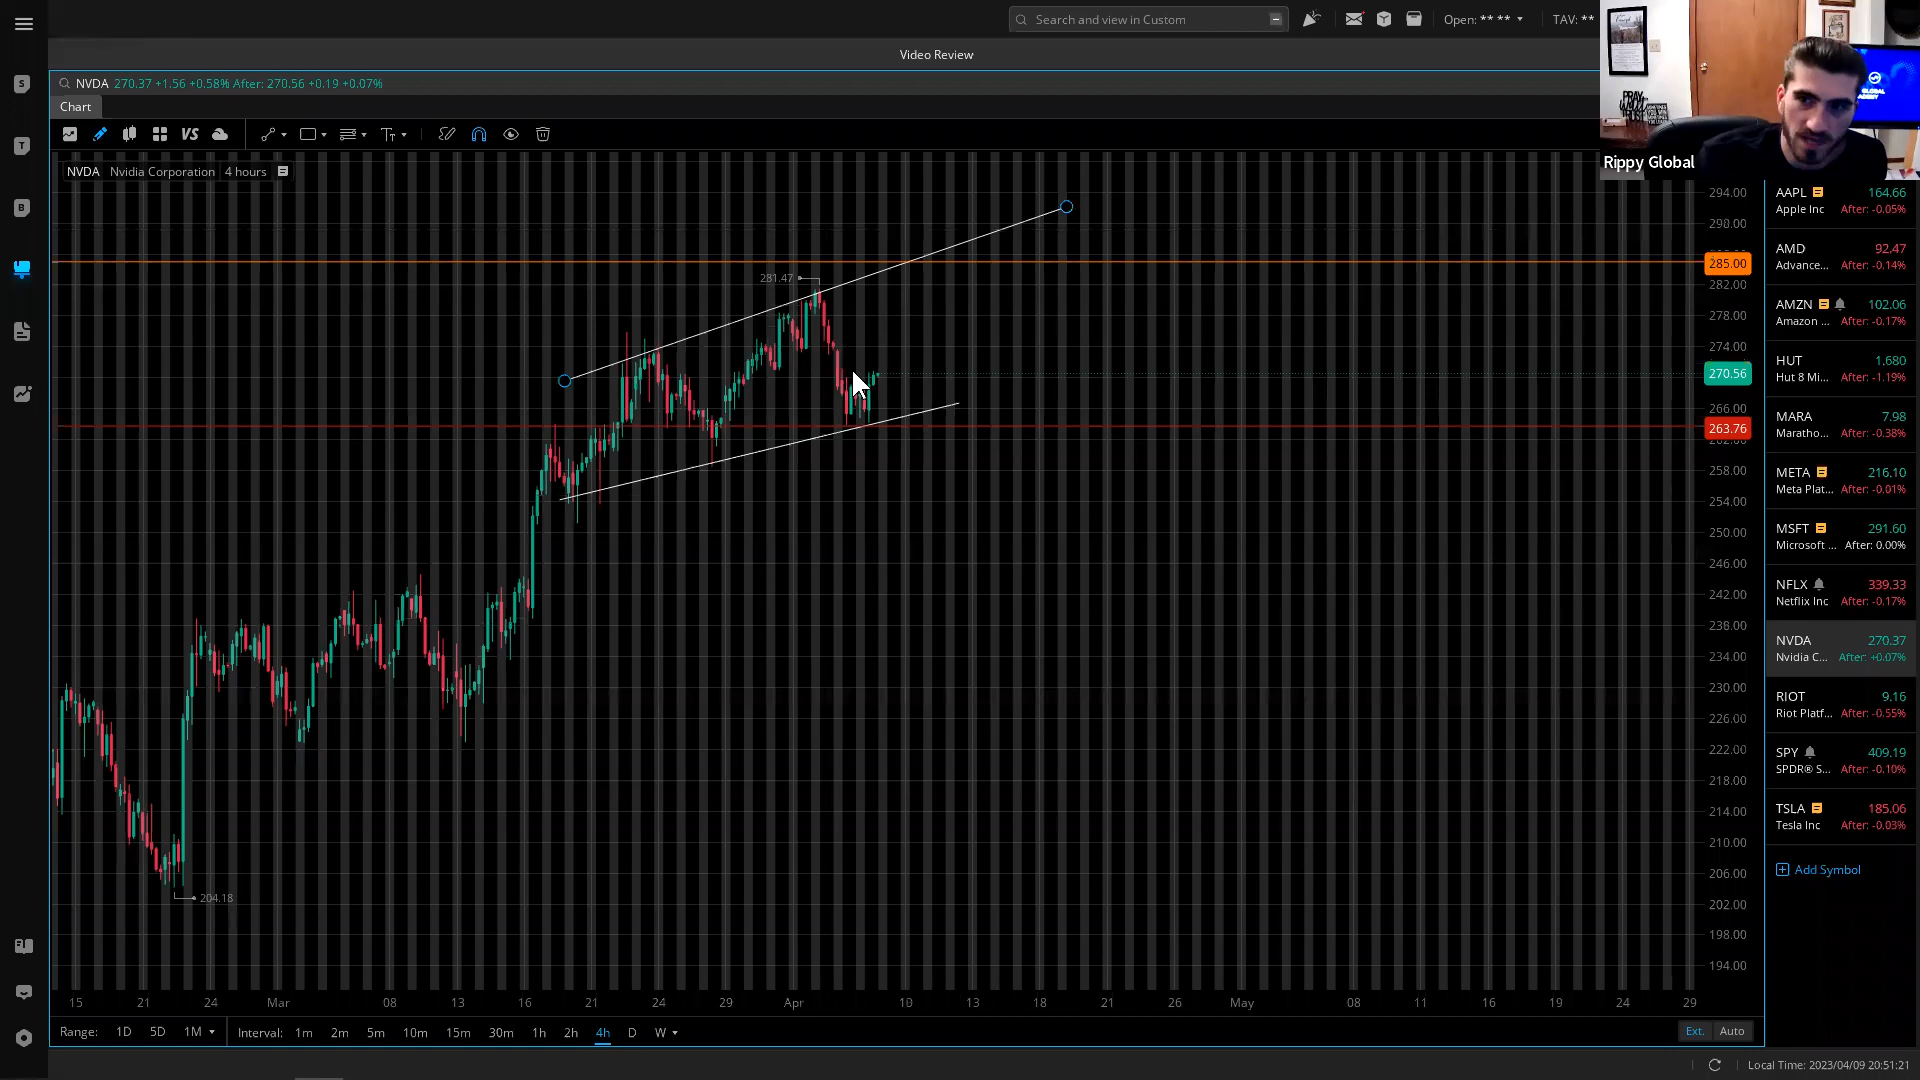 Search and view in Custom
Open: ** **
TAV: **
Video Review
NVDA 270.37 +1.56 +0.58% After: 270.56 +0.19 +0.07%
Chart
VS
NVDA Nvidia Corporation 4 hours
Rippy Global
S
T
B
281.47
204.18
294.00
290.00
285.00
282.00
278.00
274.00
270.56
266.00
263.76
258.00
254.00
250.00
246.00
242.00
238.00
234.00
230.00
226.00
222.00
218.00
214.00
210.00
206.00
202.00
198.00
194.00
AAPL 164.66
Apple Inc After: -0.05%
AMD 92.47
Advance... After: -0.14%
AMZN 102.06
Amazon ... After: -0.17%
HUT 1.680
Hut 8 Mi... After: -1.19%
MARA 7.98
Maratho... After: -0.38%
META 216.10
Meta Plat... After: -0.01%
MSFT 291.60
Microsoft ... After: 0.00%
NFLX 339.33
Netflix Inc After: -0.17%
NVDA 270.37
Nvidia C... After: +0.07%
RIOT 9.16
Riot Platf... After: -0.55%
SPY 409.19
SPDR® S... After: -0.10%
TSLA 185.06
Tesla Inc After: -0.03%
Add Symbol
15 21 24 Mar 08 13 16 21 24 29 Apr 10 13 18 21 26 May 08 11 16 19 24 29
Range: 1D 5D 1M Interval: 1m 2m 5m 10m 15m 30m 1h 2h 4h D W
Ext. Auto
Local Time: 2023/04/09 20:51:21